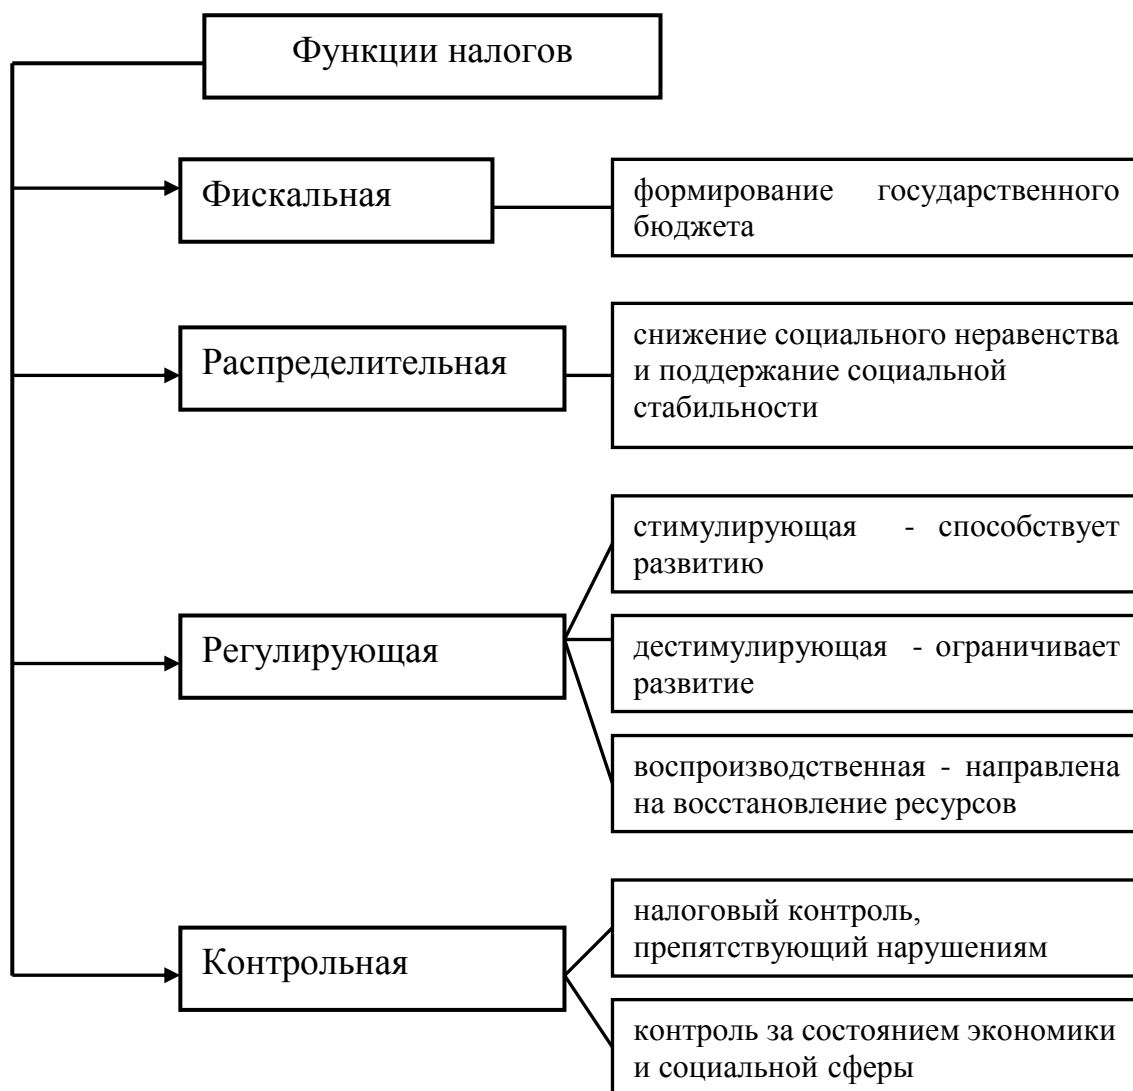 Функции налогов
Фискальная
формирование государственного
бюджета
Распределительная
снижение социального неравенства
и поддержание социальной
стабильности
Регулирующая
стимулирующая - способствует
развитию
дестимулирующая - ограничивает
развитие
воспроизводственная - направлена
на восстановление ресурсов
Контрольная
налоговый контроль,
препятствующий нарушениям
контроль за состоянием экономики
и социальной сферы